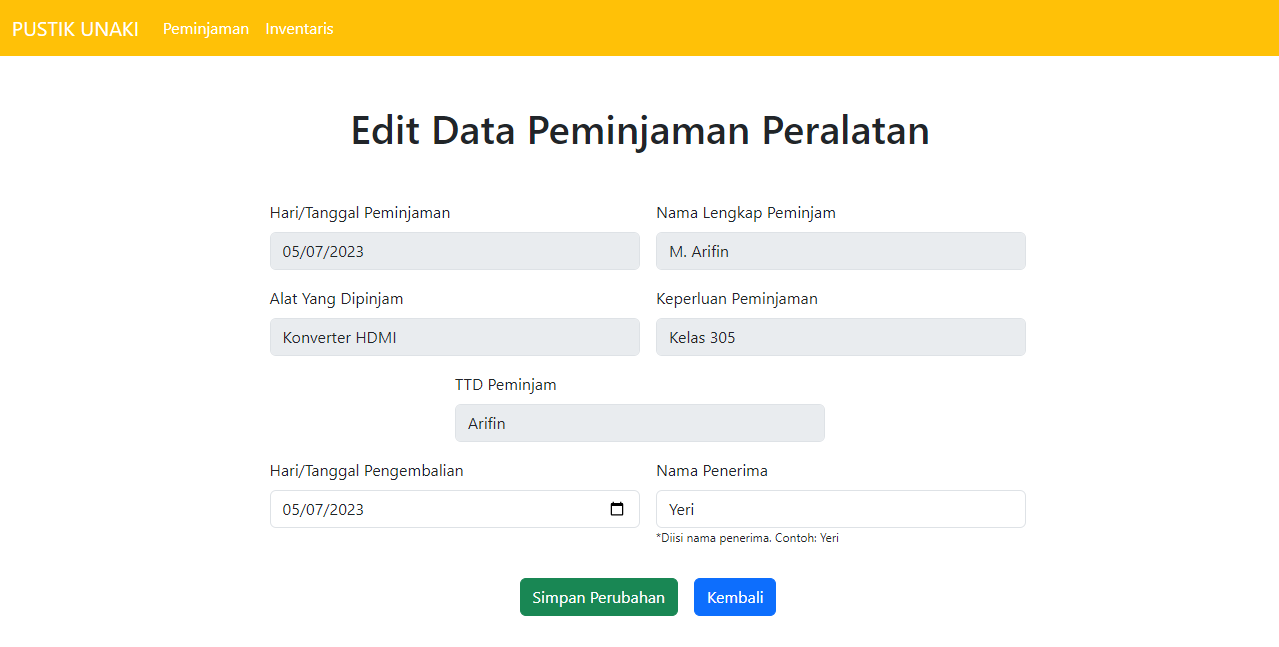 PUSTIK UNAKI Peminjaman Inventaris
Edit Data Peminjaman Peralatan
Hari/Tanggal Peminjaman Nama Lengkap Peminjam
05/07/2023 M. Arifin
Alat Yang Dipinjam Keperluan Peminjaman
Konverter HDMI Kelas 305
TTD Peminjam
Arifin
Hari/Tanggal Pengembalian Nama Penerima
05/07/2023 Yeri
*Diisi nama penerima. Contoh: Yeri
Simpan Perubahan Kembali